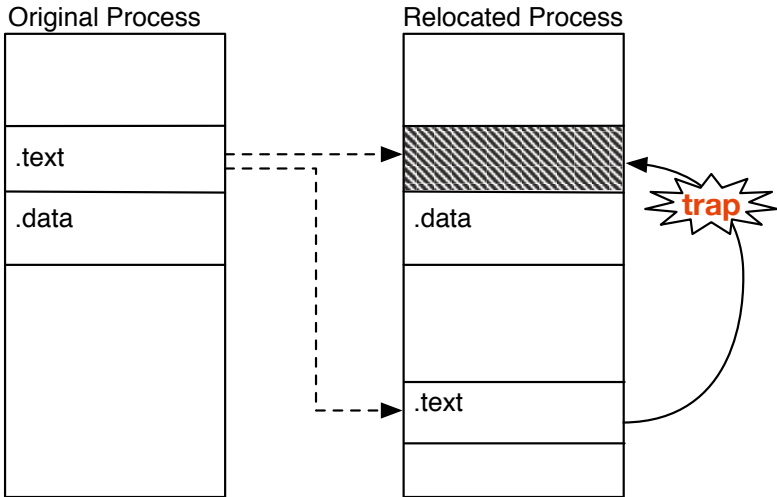 Original Process
Relocated Process
.text
.data
.data
trap
.text